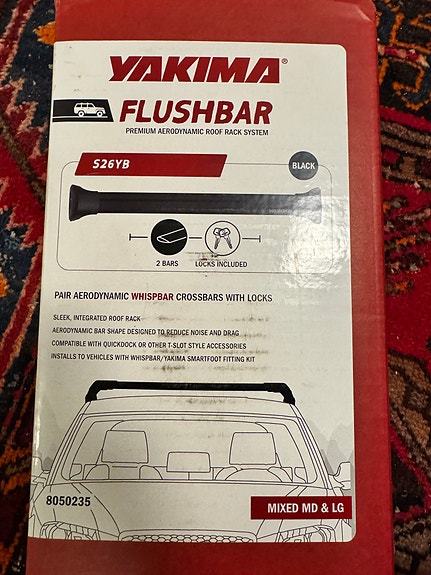 YAKIMA®
FLUSHBAR
PREMIUM AERODYNAMIC ROOF RACK SYSTEM
S26YB
BLACK
2 BARS
LOCKS INCLUDED
PAIR AERODYNAMIC WHISPBAR CROSSBARS WITH LOCKS
SLEEK, INTEGRATED ROOF RACK
AERODYNAMIC BAR SHAPE DESIGNED TO REDUCE NOISE AND DRAG
COMPATIBLE WITH QUICKDOCK OR OTHER T-SLOT STYLE ACCESSORIES
INSTALLS TO VEHICLES WITH WHISPBAR/YAKIMA SMARTFOOT FITTING KIT
8050235
MIXED MD & LG